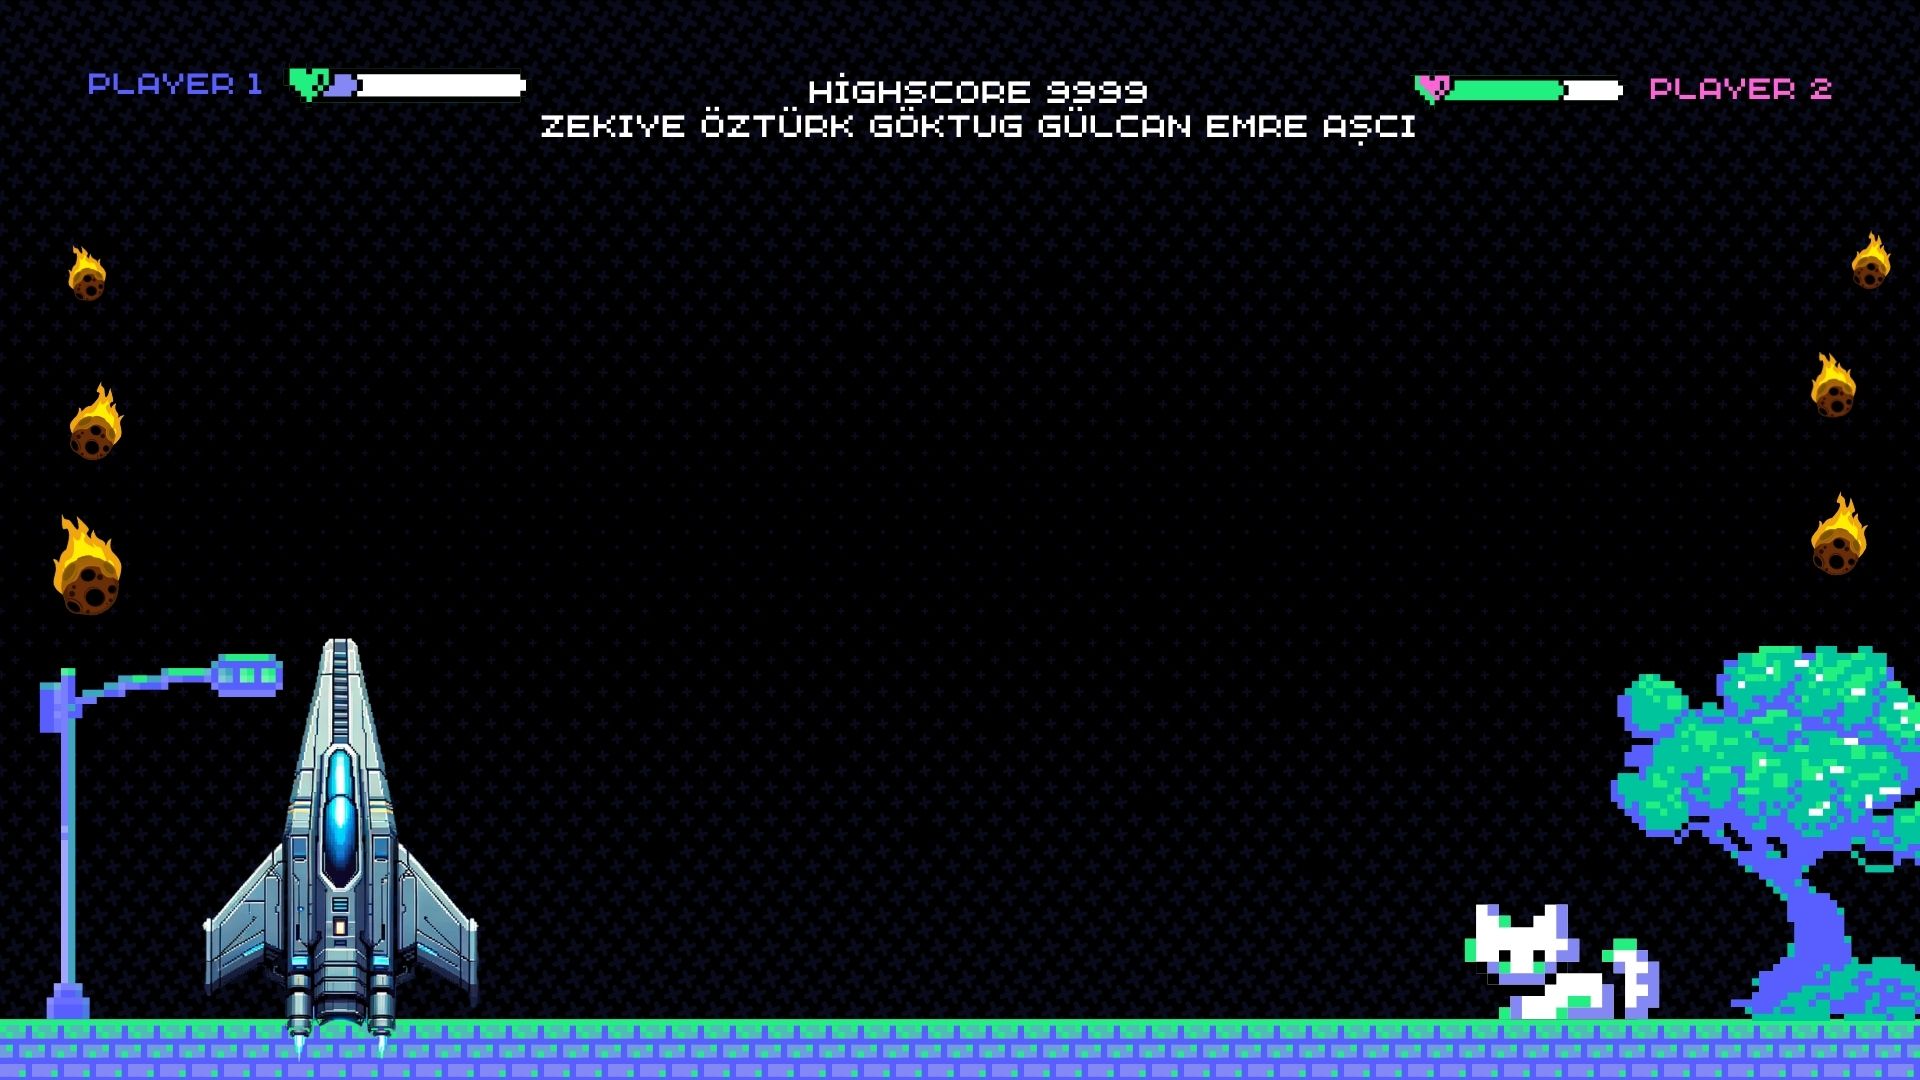 PLAYER 1
HİGHSCORE 9999
PLAYER 2
ZEKIYE ÖZTÜRK GÖKTUG GÜLCAN EMRE AŞCI